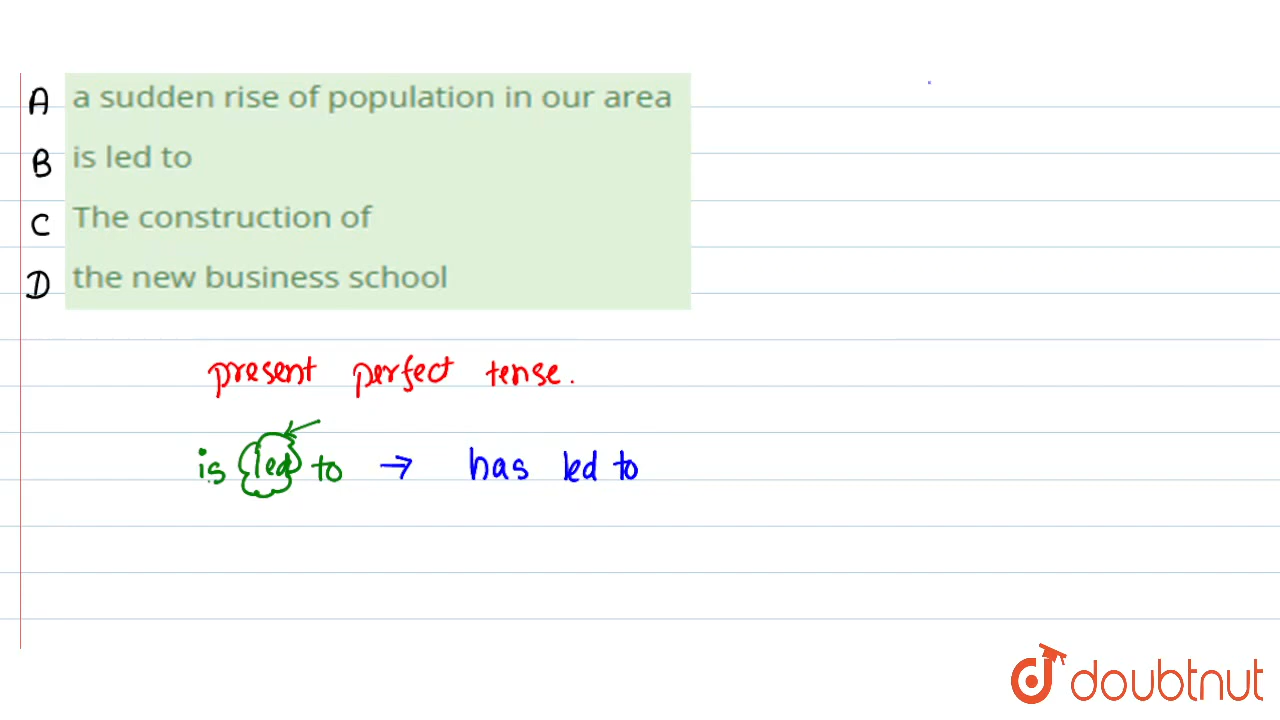 A a sudden rise of population in our area
B is led to
C The construction of
D the new business school
present perfect tense.
is led to → has led to
doubtnut